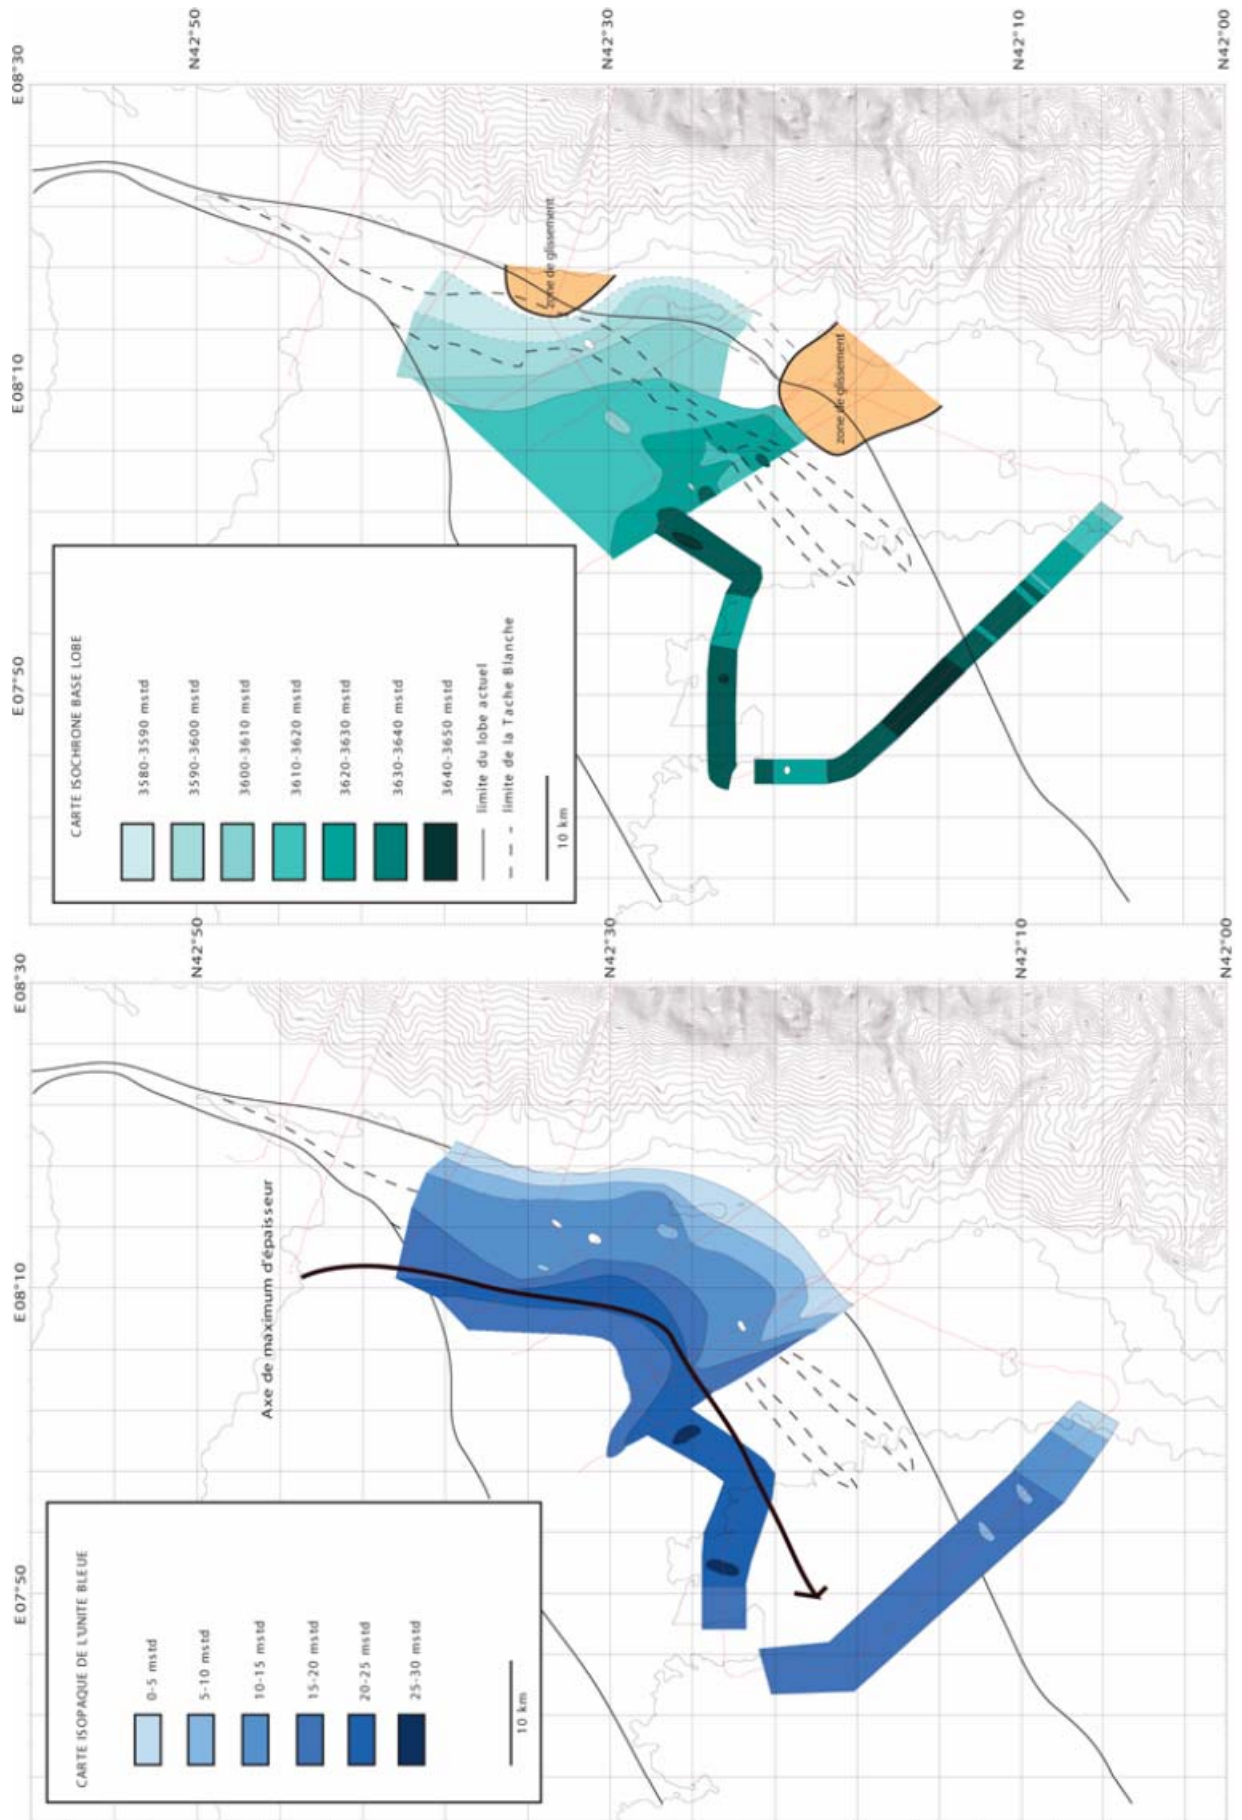 E 07°50
E 08°10
E 08°30
CARTE ISOPAQUE DE L'UNITE BLEUE
0-5 mstd
5-10 mstd
10-15 mstd
15-20 mstd
20-25 mstd
25-30 mstd
10 km
Axe de maximum d'épaisseur
N42°50
N42°30
N42°10
N42°00
E 07°50
E 08°10
E 08°30
CARTE ISOCHRONE BASE LOBE
3580-3590 mstd
3590-3600 mstd
3600-3610 mstd
3610-3620 mstd
3620-3630 mstd
3630-3640 mstd
3640-3650 mstd
limite du lobe actuel
limite de la Tache Blanche
10 km
zone de glissement
zone de glissement
N42°50
N42°30
N42°10
N42°00